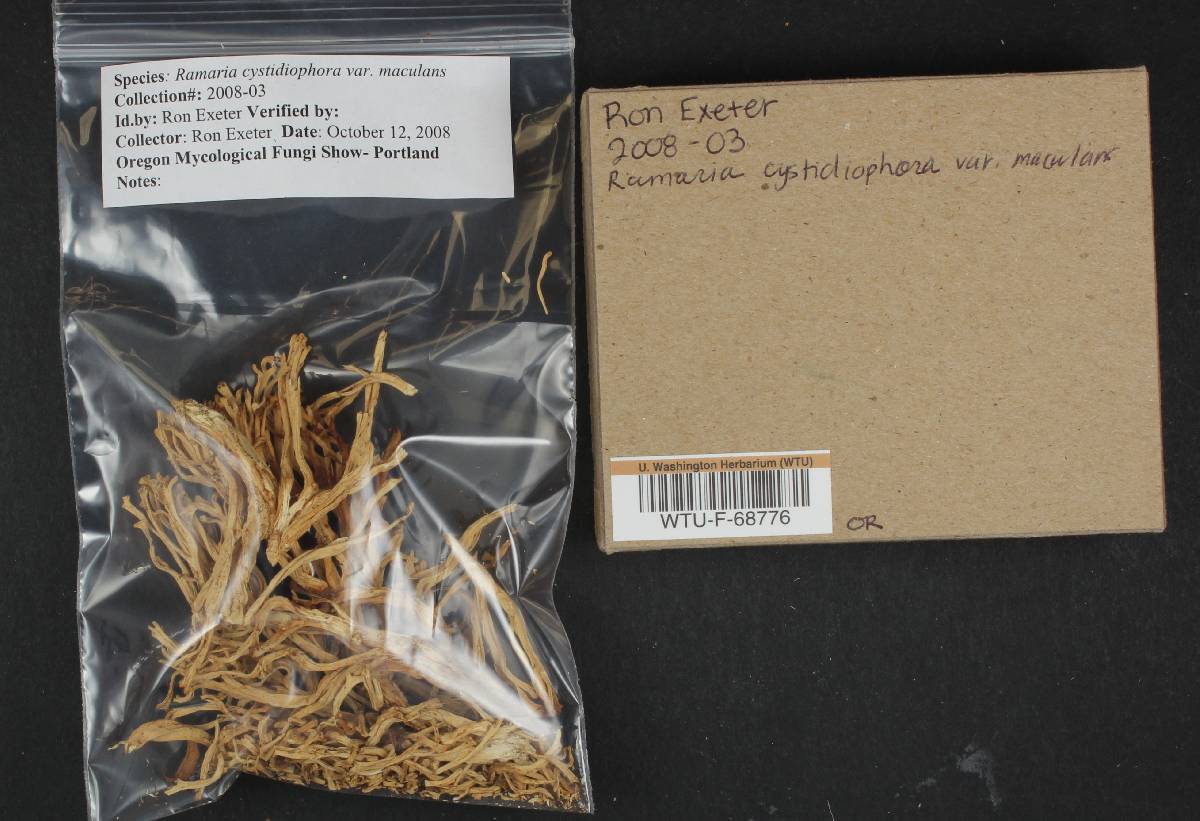 Species: Ramaria cystidiophora var. maculans
Collection#: 2008-03
Id.by: Ron Exeter Verified by:
Collector: Ron Exeter Date: October 12, 2008
Oregon Mycological Fungi Show- Portland
Notes:
Ron Exeter
2008-03
Ramaria cystidiophora var. maculans
U. Washington Herbarium (WTU)
WTU-F-68776
OR